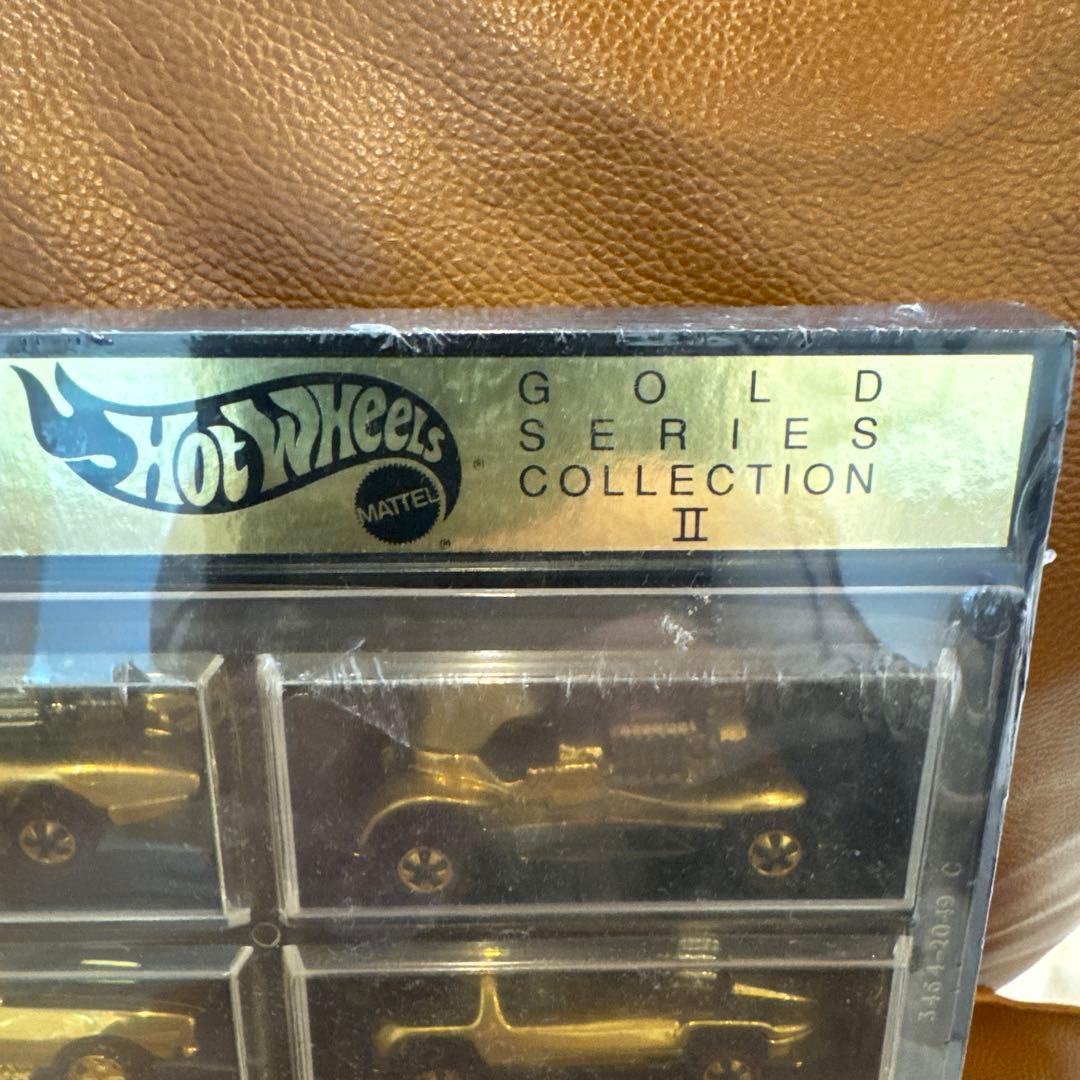 Hot Wheels ®
MATTEL ®
GOLD
SERIES
COLLECTION
II
3464-2049 C